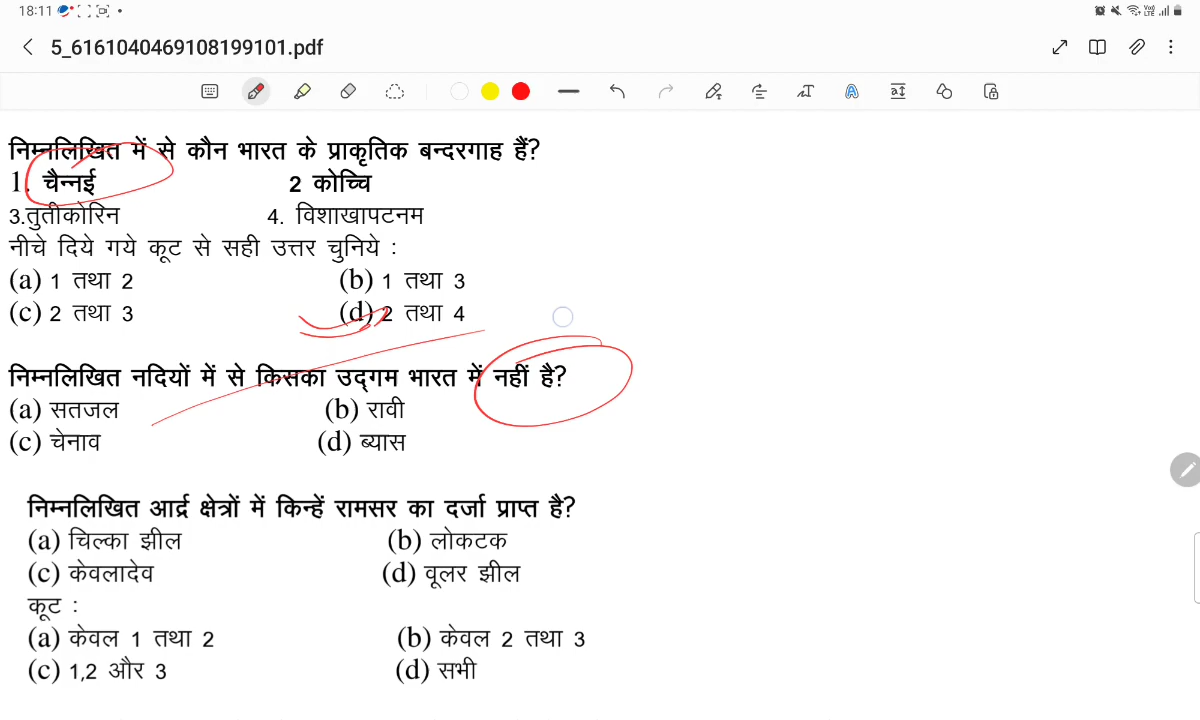 18:11
5_6161040469108199101.pdf
निम्नलिखित में से कौन भारत के प्राकृतिक बन्दरगाह हैं?
1. चैन्नई 2 कोच्चि
3.तुतीकोरिन 4. विशाखापटनम
नीचे दिये गये कूट से सही उत्तर चुनिये :
(a) 1 तथा 2 (b) 1 तथा 3
(c) 2 तथा 3 (d) 2 तथा 4
निम्नलिखित नदियों में से किसका उद्गम भारत में नहीं है?
(a) सतजल (b) रावी
(c) चेनाव (d) ब्यास
निम्नलिखित आर्द्र क्षेत्रों में किन्हें रामसर का दर्जा प्राप्त है?
(a) चिल्का झील (b) लोकटक
(c) केवलादेव (d) वूलर झील
कूट :
(a) केवल 1 तथा 2 (b) केवल 2 तथा 3
(c) 1,2 और 3 (d) सभी